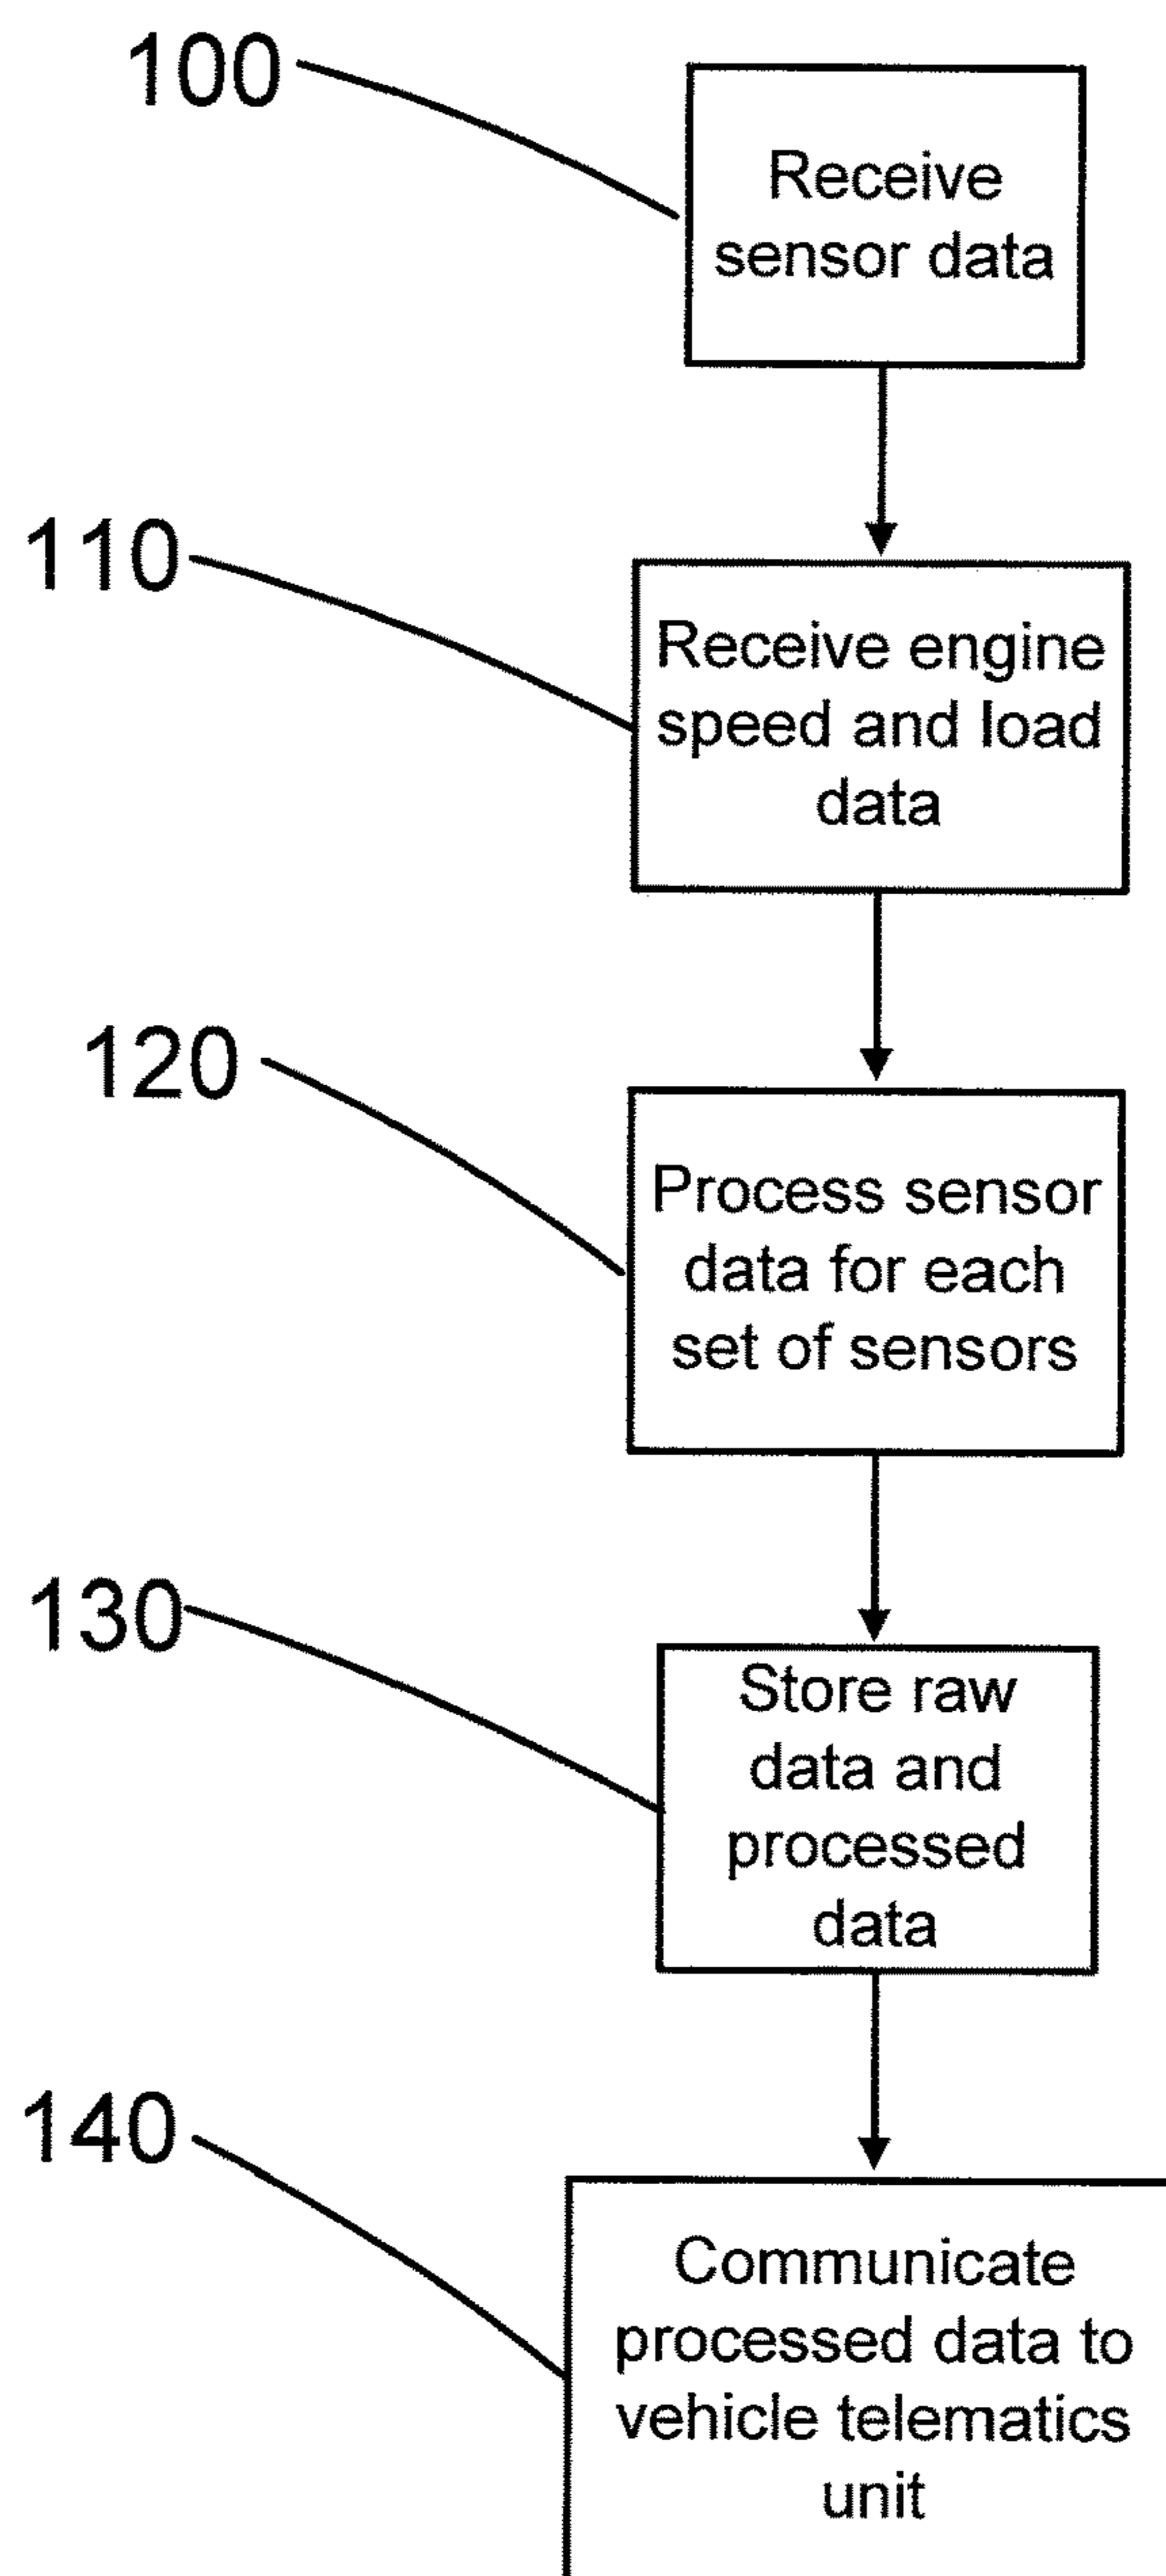 100
Receive
sensor data
110
Receive engine
speed and load
data
120
Process sensor
data for each
set of sensors
130
Store raw
data and
processed
data
140
Communicate
processed data to
vehicle telematics
unit